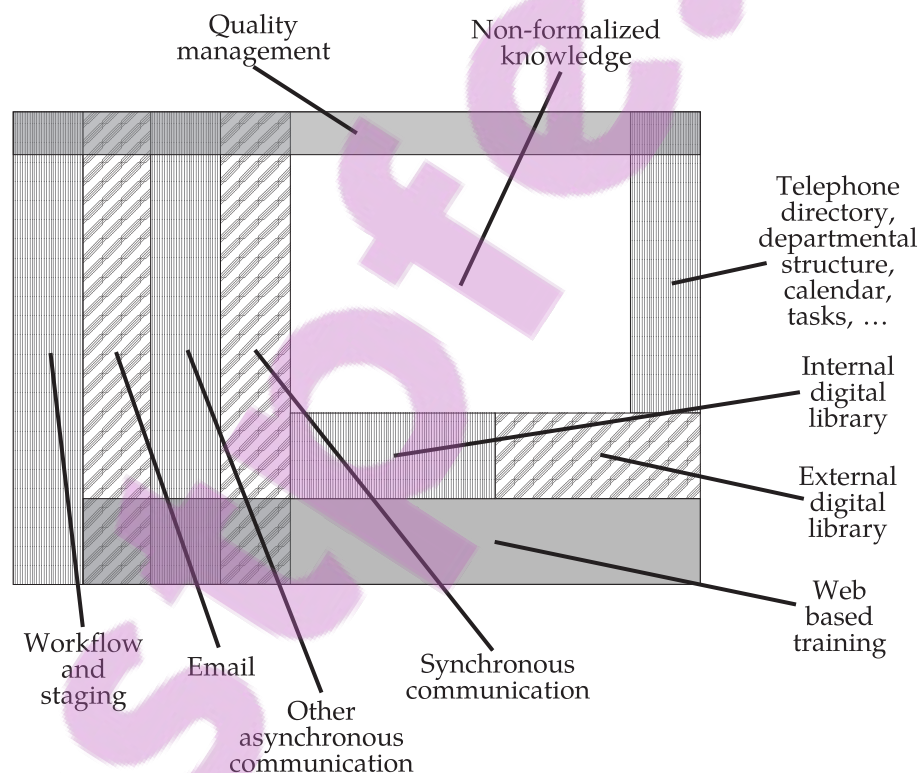 Quality
management
Non-formalized
knowledge
Telephone
directory,
departmental
structure,
calendar,
tasks, …
Internal
digital
library
External
digital
library
Web
based
training
Workflow
and
staging
Email
Other
asynchronous
communication
Synchronous
communication
stpfe.